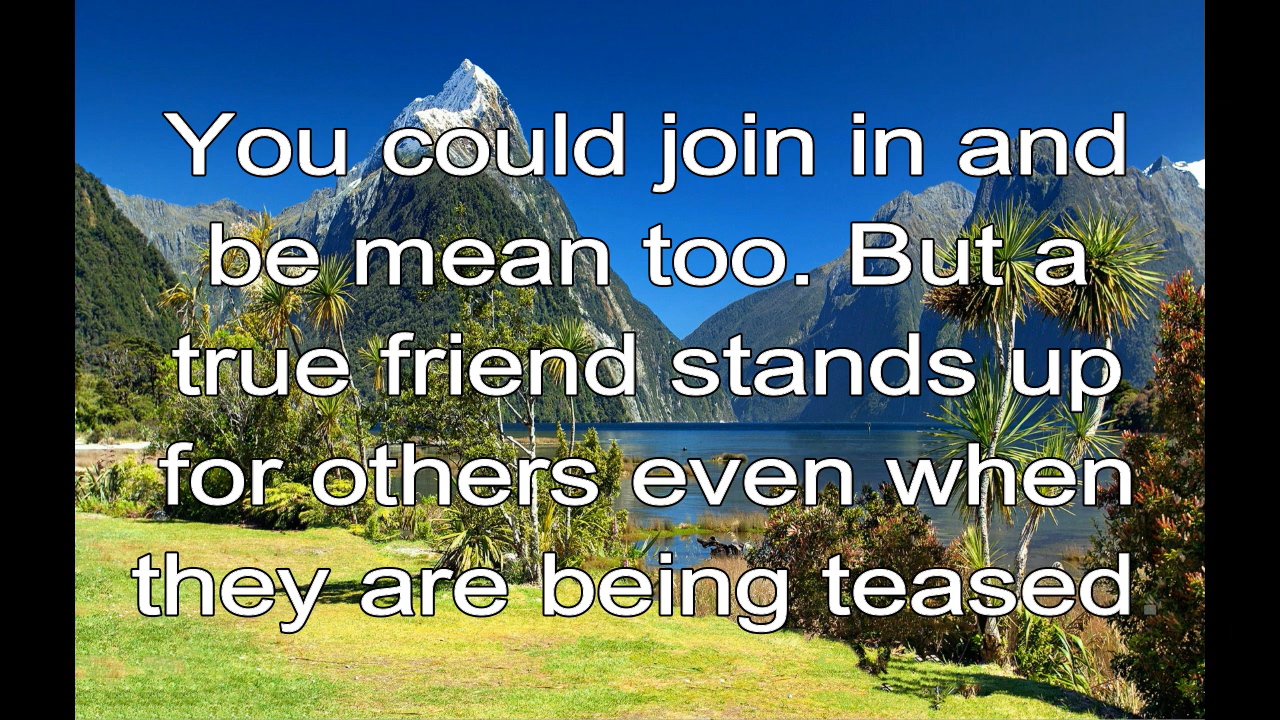 You could join in and
be mean too. But a
true friend stands up
for others even when
they are being teased.